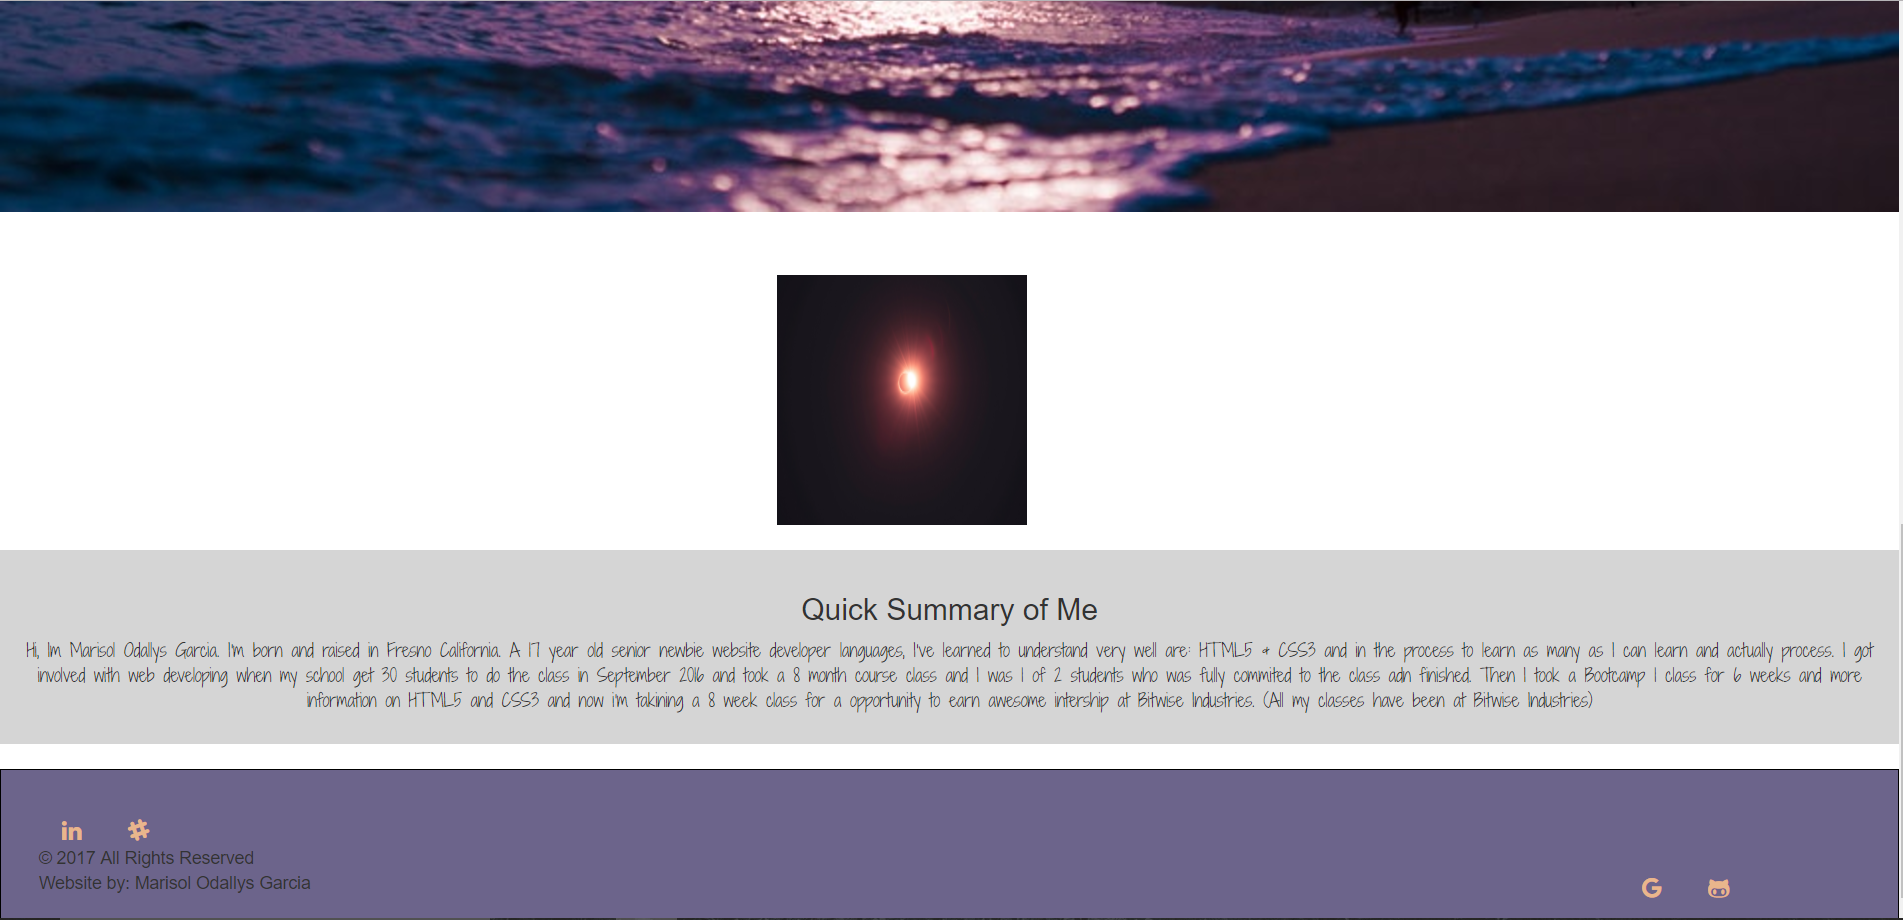 Quick Summary of Me
Hi, Im Marisol Odallys Garcia. I'm born and raised in Fresno California. A 17 year old senior newbie website developer languages, I've learned to understand very well are: HTML5 & CSS3 and in the process to learn as many as I can learn and actually process. I got
involved with web developing when my school get 30 students to do the class in September 2016 and took a 8 month course class and I was 1 of 2 students who was fully commited to the class adn finished. Then I took a Bootcamp 1 class for 6 weeks and more
information on HTML5 and CSS3 and now i'm takining a 8 week class for a opportunity to earn awesome intership at Bitwise Industries. (All my classes have been at Bitwise Industries)
© 2017 All Rights Reserved
Website by: Marisol Odallys Garcia